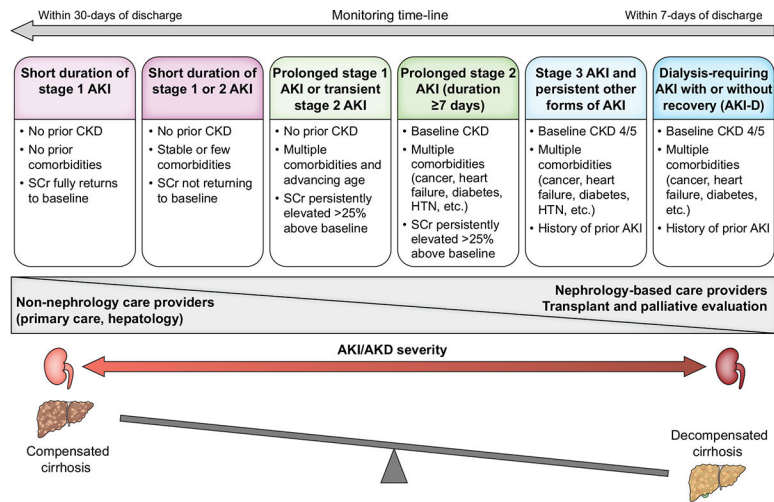 Within 30-days of discharge
Monitoring time-line
Within 7-days of discharge
Short duration of
stage 1 AKI
• No prior CKD
• No prior
comorbidities
• SCr fully returns
to baseline
Short duration of
stage 1 or 2 AKI
• No prior CKD
• Stable or few
comorbidities
• SCr not returning
to baseline
Prolonged stage 1
AKI or transient
stage 2 AKI
• No prior CKD
• Multiple
comorbidities and
advancing age
• SCr persistently
elevated >25%
above baseline
Prolonged stage 2
AKI (duration
≥7 days)
• Baseline CKD
• Multiple
comorbidities
(cancer, heart
failure, diabetes,
HTN, etc.)
• SCr persistently
elevated >25%
above baseline
Stage 3 AKI and
persistent other
forms of AKI
• Baseline CKD 4/5
• Multiple
comorbidities
(cancer, heart
failure, diabetes,
HTN, etc.)
• History of prior AKI
Dialysis-requiring
AKI with or without
recovery (AKI-D)
• Baseline CKD 4/5
• Multiple
comorbidities
(cancer, heart
failure, diabetes,
etc.)
• History of prior AKI
Non-nephrology care providers
(primary care, hepatology)
Nephrology-based care providers
Transplant and palliative evaluation
AKI/AKD severity
Compensated
cirrhosis
Decompensated
cirrhosis